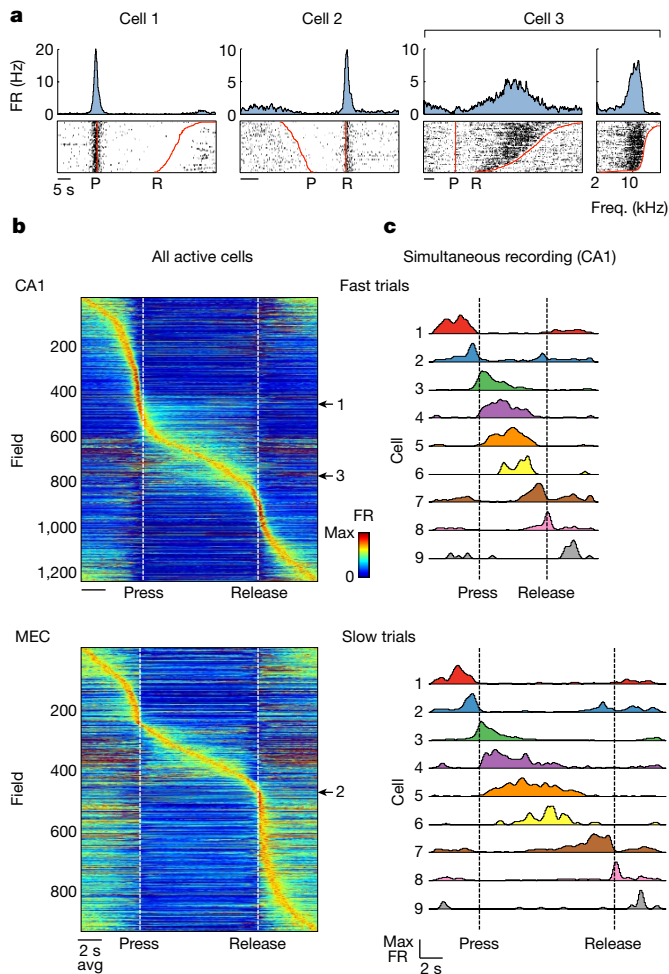 a
Cell 1
Cell 2
Cell 3
FR (Hz)
20
10
0
10
5
0
10
5
0
5 s
P
R
P
R
P
R
2
10
Freq. (kHz)
b
All active cells
CA1
Field
200
400
600
800
1,000
1,200
1
3
FR
Max
0
Press
Release
MEC
Field
200
400
600
800
2
2 s
avg
Press
Release
c
Simultaneous recording (CA1)
Fast trials
Cell
1
2
3
4
5
6
7
8
9
Press
Release
Slow trials
Cell
1
2
3
4
5
6
7
8
9
Max
FR
2 s
Press
Release